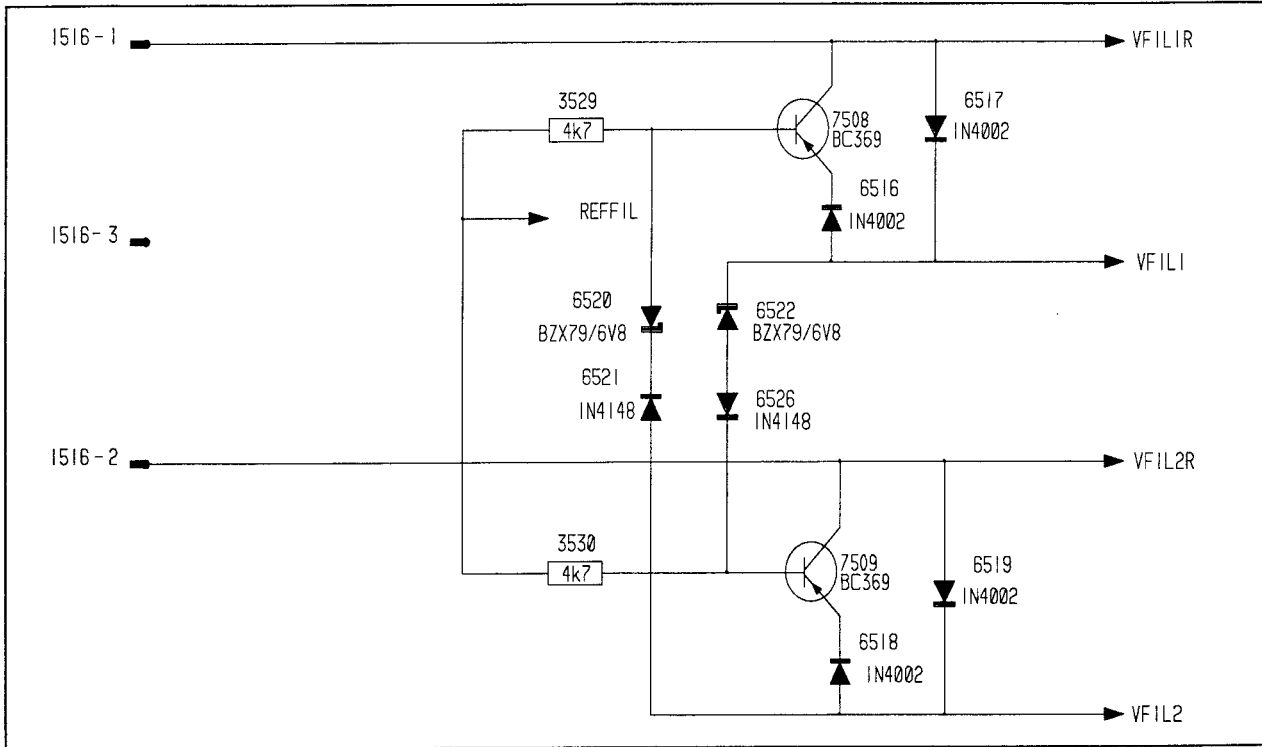 1516-1
VFIL1R
3529
4k7
7508
BC369
6517
1N4002
6516
1N4002
REFFIL
1516-3
VFIL1
6520
BZX79/6V8
6522
BZX79/6V8
6521
1N4148
6526
1N4148
1516-2
VFIL2R
3530
4k7
7509
BC369
6519
1N4002
6518
1N4002
VFIL2